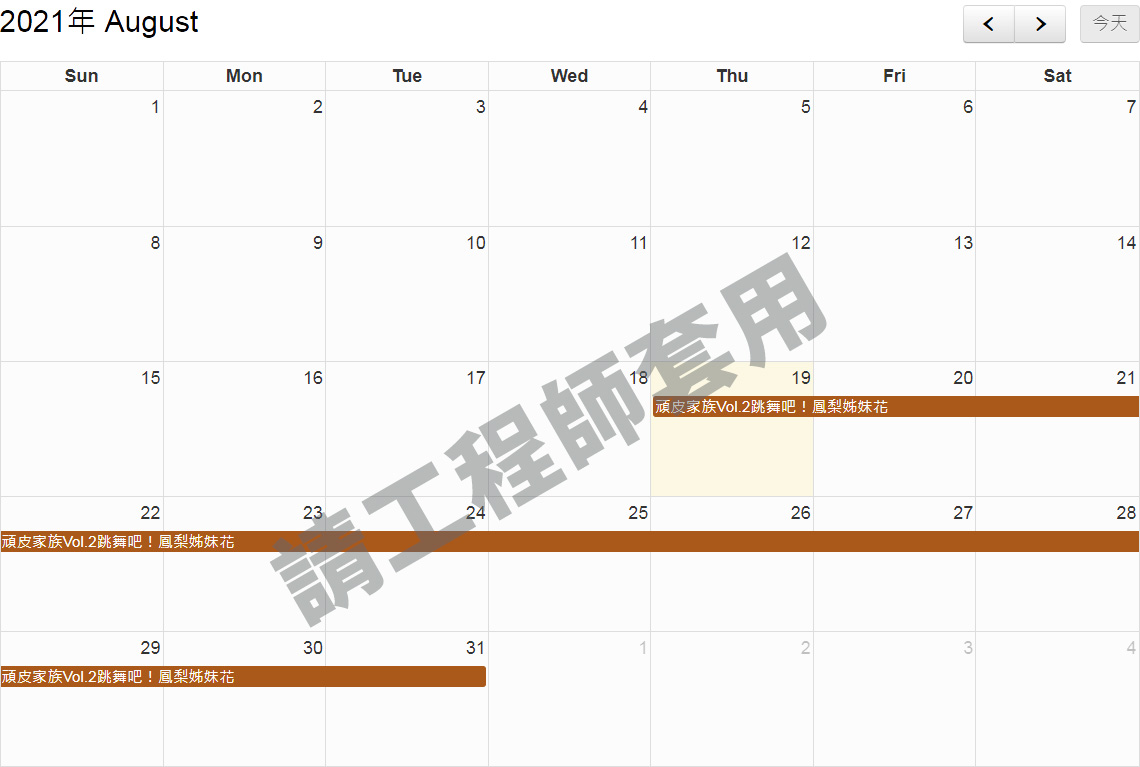 2021年 August
今天
Sun Mon Tue Wed Thu Fri Sat
1 2 3 4 5 6 7
8 9 10 11 12 13 14
15 16 17 18 19 20 21
頑皮家族Vol.2跳舞吧！鳳梨姊妹花
22 23 24 25 26 27 28
頑皮家族Vol.2跳舞吧！鳳梨姊妹花
29 30 31 1 2 3 4
頑皮家族Vol.2跳舞吧！鳳梨姊妹花
請工程師套用